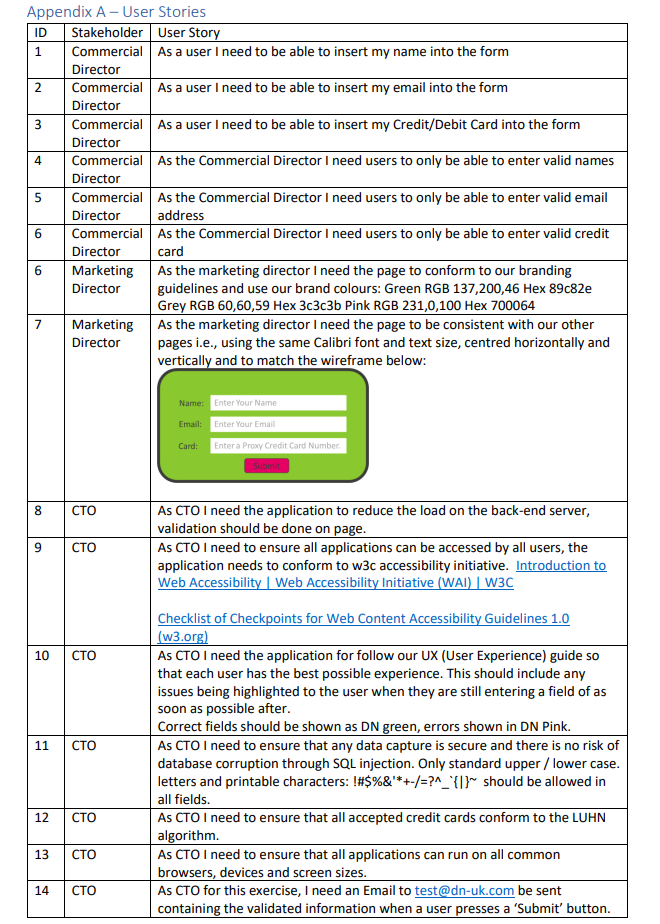 Appendix A – User Stories
ID Stakeholder User Story
1 Commercial As a user I need to be able to insert my name into the form
Director
2 Commercial As a user I need to be able to insert my email into the form
Director
3 Commercial As a user I need to be able to insert my Credit/Debit Card into the form
Director
4 Commercial As the Commercial Director I need users to only be able to enter valid names
Director
5 Commercial As the Commercial Director I need users to only be able to enter valid email
Director address
6 Commercial As the Commercial Director I need users to only be able to enter valid credit
Director card
6 Marketing As the marketing director I need the page to conform to our branding
Director guidelines and use our brand colours: Green RGB 137,200,46 Hex 89c82e
Grey RGB 60,60,59 Hex 3c3c3b Pink RGB 231,0,100 Hex 700064
7 Marketing As the marketing director I need the page to be consistent with our other
Director pages i.e., using the same Calibri font and text size, centred horizontally and
vertically and to match the wireframe below:
Name: Enter Your Name
Email: Enter Your Email
Card: Enter a Proxy Credit Card Number.
Submit
8 CTO As CTO I need the application to reduce the load on the back-end server,
validation should be done on page.
9 CTO As CTO I need to ensure all applications can be accessed by all users, the
application needs to conform to w3c accessibility initiative. Introduction to
Web Accessibility | Web Accessibility Initiative (WAI) | W3C
Checklist of Checkpoints for Web Content Accessibility Guidelines 1.0
(w3.org)
10 CTO As CTO I need the application for follow our UX (User Experience) guide so
that each user has the best possible experience. This should include any
issues being highlighted to the user when they are still entering a field of as
soon as possible after.
Correct fields should be shown as DN green, errors shown in DN Pink.
11 CTO As CTO I need to ensure that any data capture is secure and there is no risk of
database corruption through SQL injection. Only standard upper / lower case.
letters and printable characters: !#$%&'*+-/=?^_`{|}~ should be allowed in
all fields.
12 CTO As CTO I need to ensure that all accepted credit cards conform to the LUHN
algorithm.
13 CTO As CTO I need to ensure that all applications can run on all common
browsers, devices and screen sizes.
14 CTO As CTO for this exercise, I need an Email to test@dn-uk.com be sent
containing the validated information when a user presses a ‘Submit’ button.